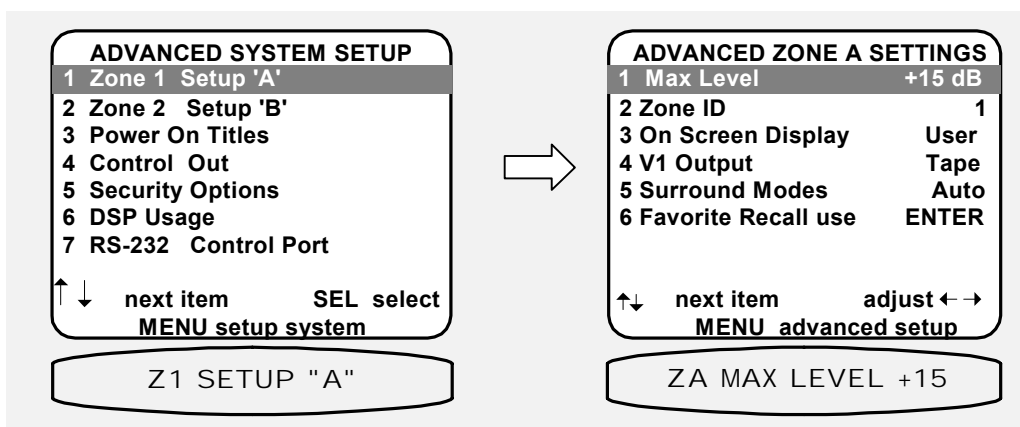 ADVANCED SYSTEM SETUP
1 Zone 1 Setup 'A'
2 Zone 2 Setup 'B'
3 Power On Titles
4 Control Out
5 Security Options
6 DSP Usage
7 RS-232 Control Port
↑↓ next item SEL select
MENU setup system
Z1 SETUP "A"
ADVANCED ZONE A SETTINGS
1 Max Level +15 dB
2 Zone ID 1
3 On Screen Display User
4 V1 Output Tape
5 Surround Modes Auto
6 Favorite Recall use ENTER
↑↓ next item adjust ←→
MENU advanced setup
ZA MAX LEVEL +15